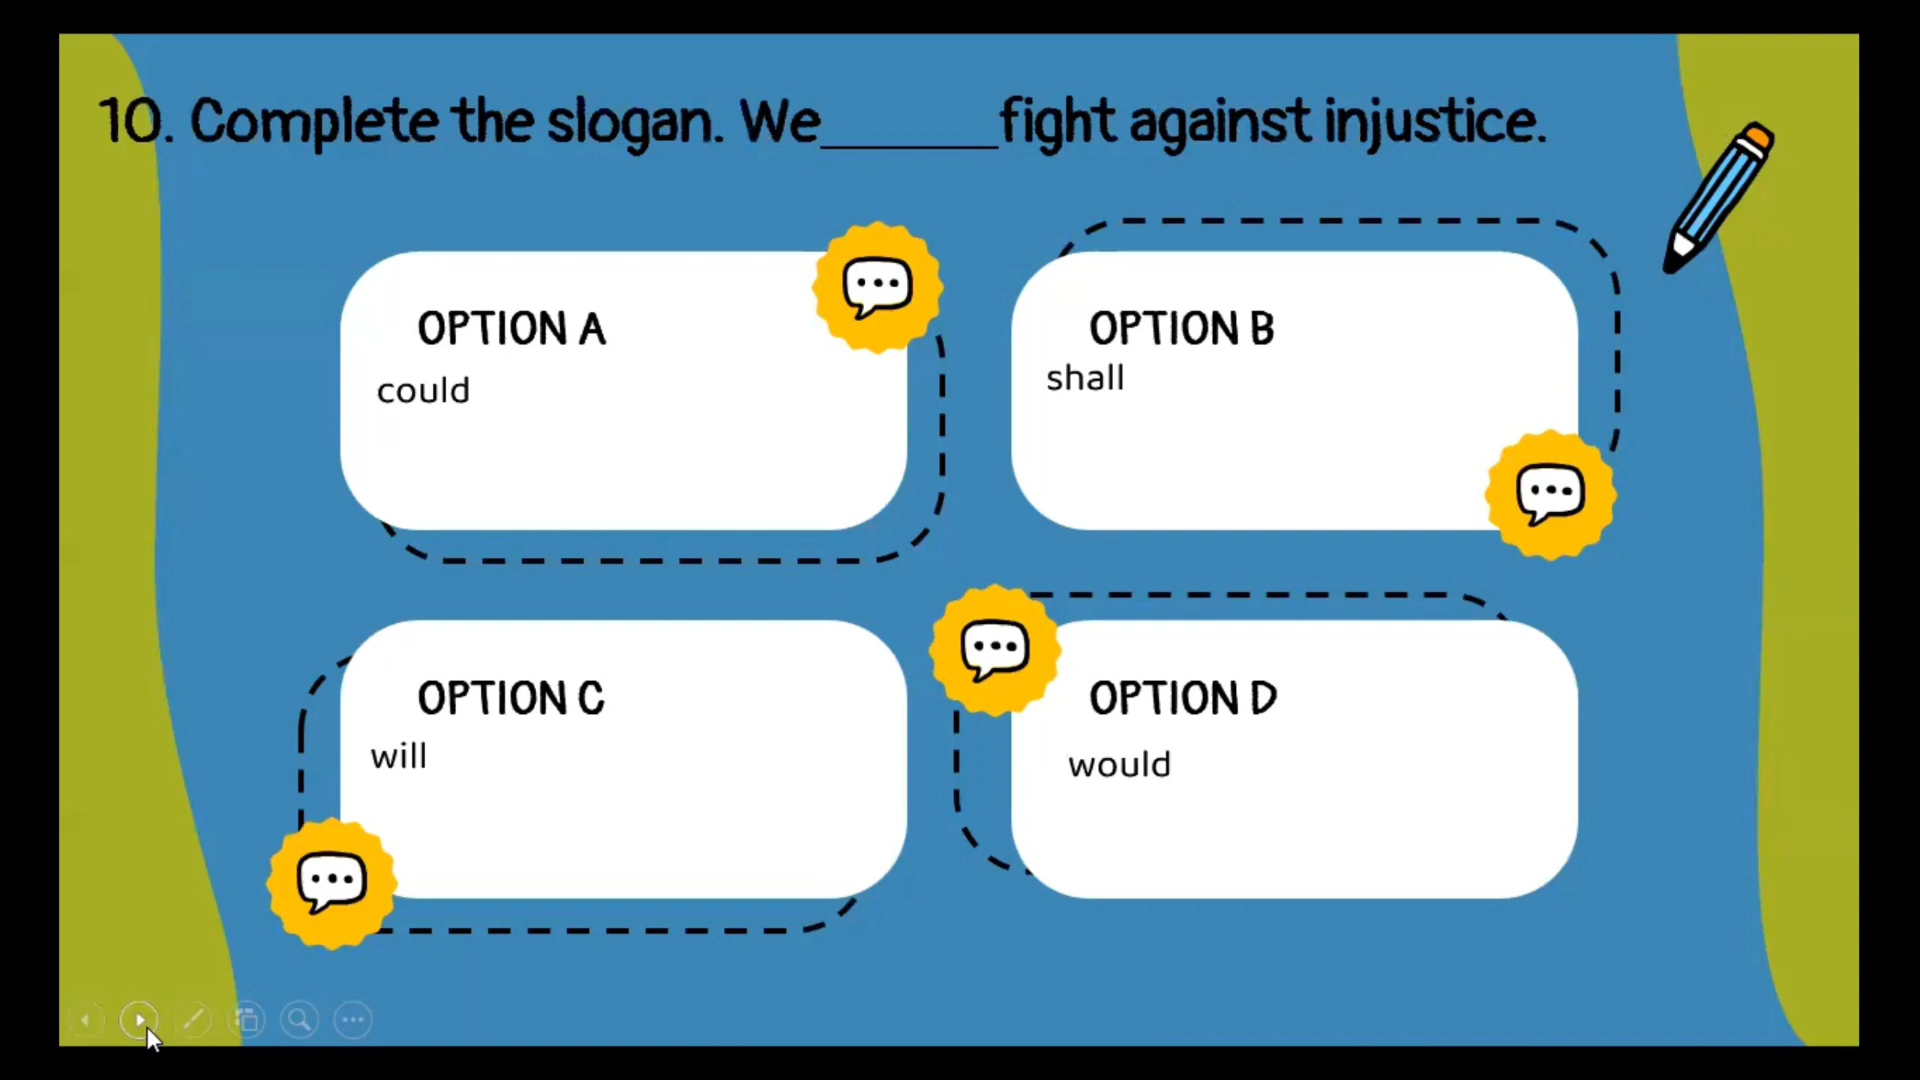 10. Complete the slogan. We______fight against injustice.
OPTION A
could
OPTION B
shall
OPTION C
will
OPTION D
would